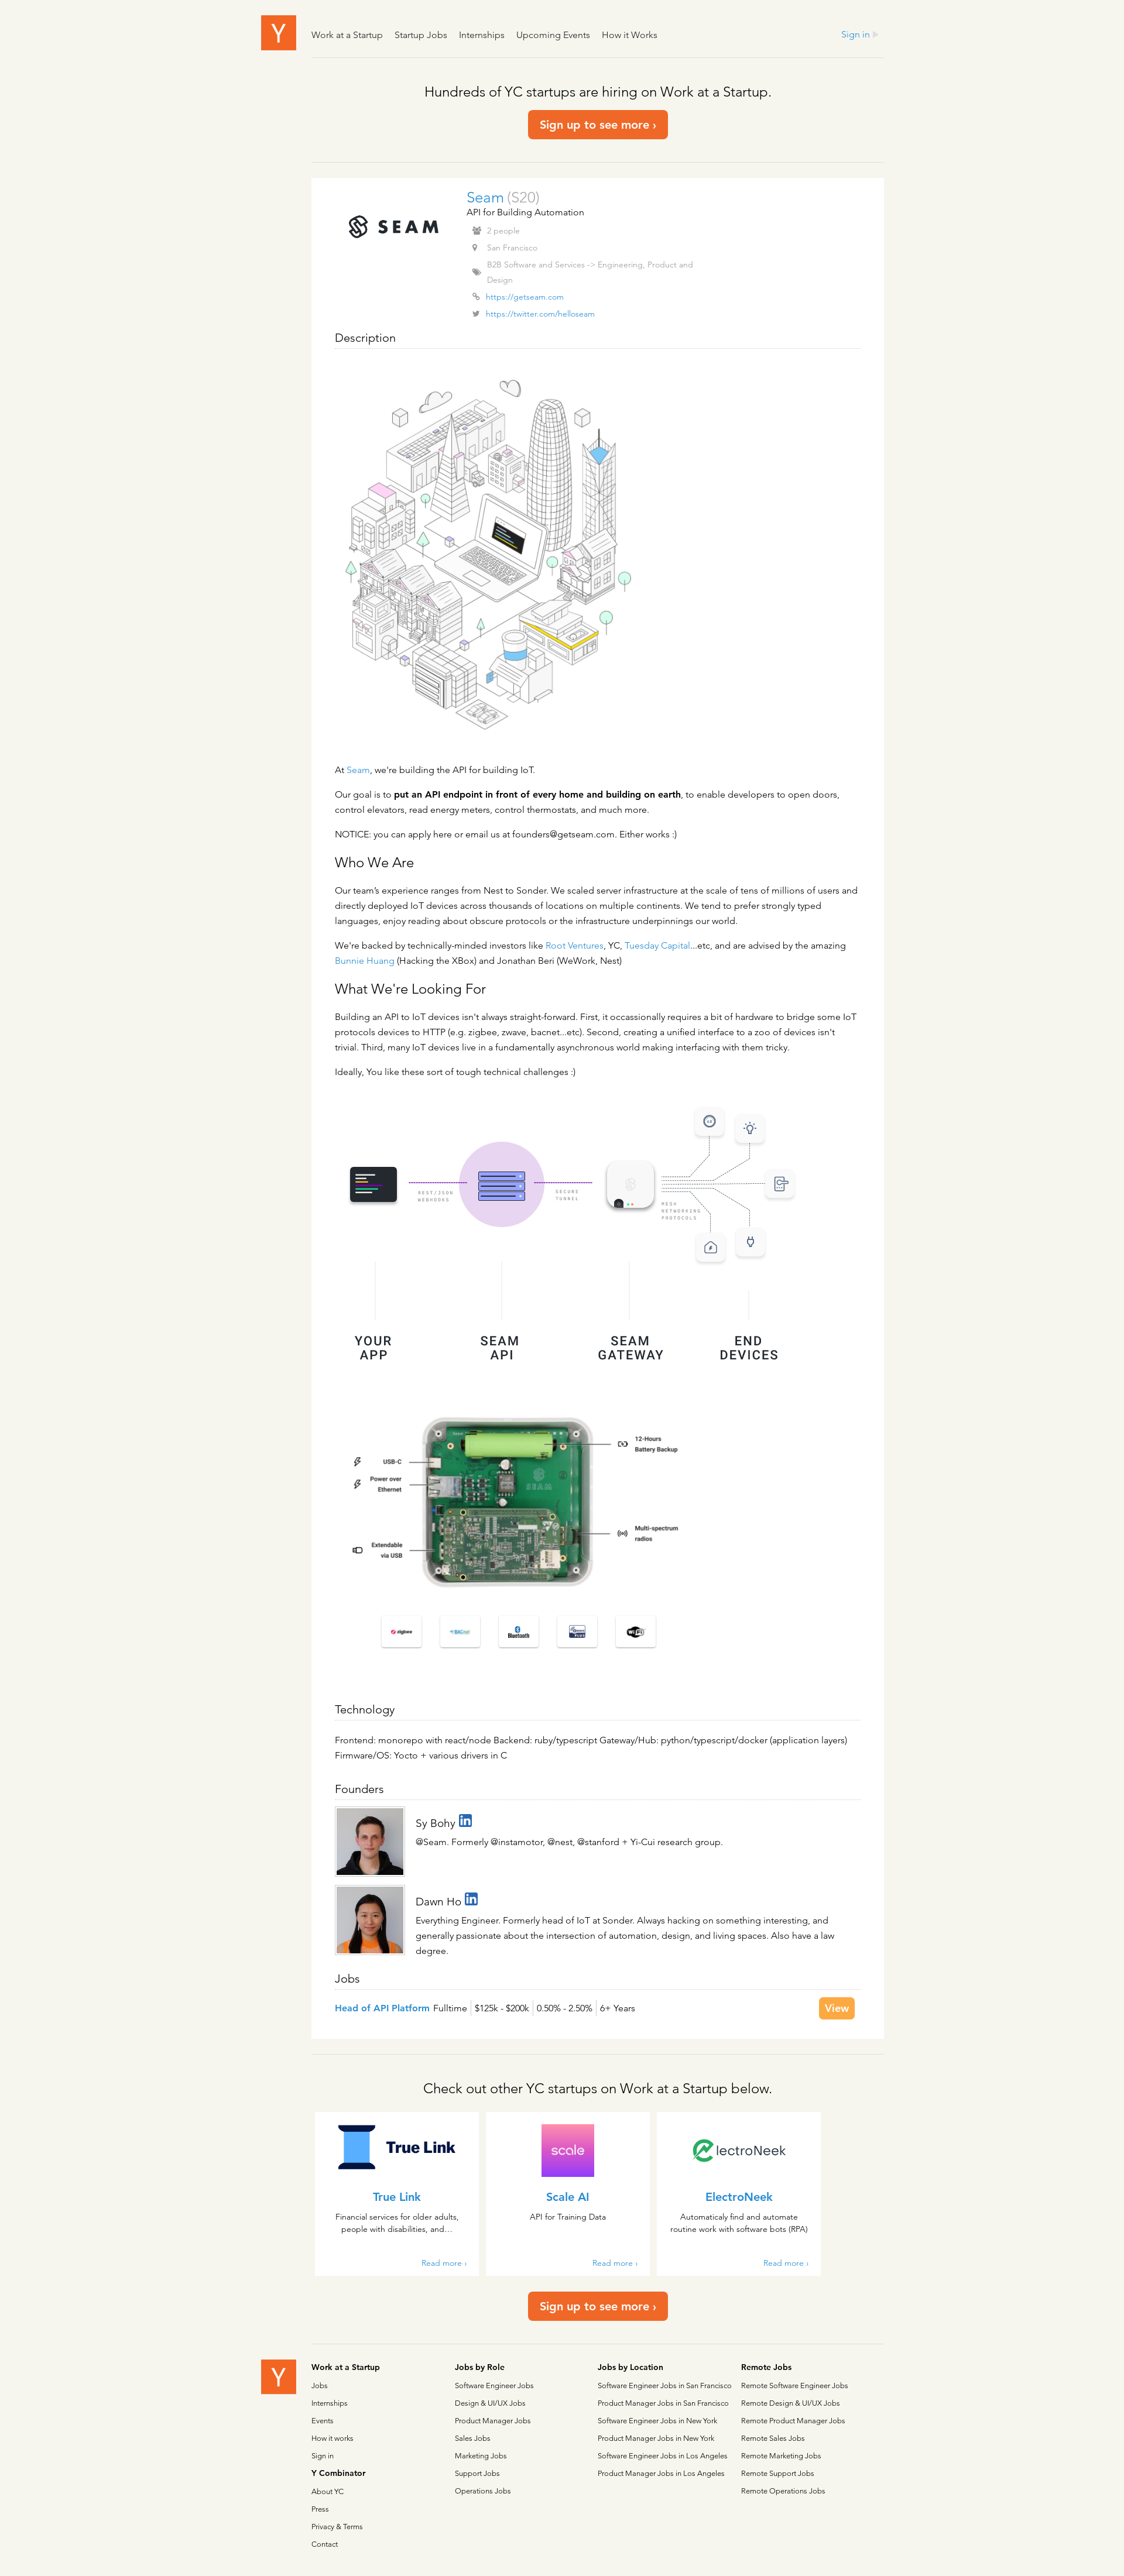 Y
Work at a Startup Startup Jobs Internships Upcoming Events How it Works Sign in
Hundreds of YC startups are hiring on Work at a Startup.
Sign up to see more ›
SEAM
Seam (S20)
API for Building Automation
2 people
San Francisco
B2B Software and Services -> Engineering, Product and
Design
https://getseam.com
https://twitter.com/helloseam
Description
At Seam, we're building the API for building IoT.
Our goal is to put an API endpoint in front of every home and building on earth, to enable developers to open doors,
control elevators, read energy meters, control thermostats, and much more.
NOTICE: you can apply here or email us at founders@getseam.com. Either works :)
Who We Are
Our team's experience ranges from Nest to Sonder. We scaled server infrastructure at the scale of tens of millions of users and
directly deployed IoT devices across thousands of locations on multiple continents. We tend to prefer strongly typed
languages, enjoy reading about obscure protocols or the infrastructure underpinnings our world.
We're backed by technically-minded investors like Root Ventures, YC, Tuesday Capital...etc, and are advised by the amazing
Bunnie Huang (Hacking the XBox) and Jonathan Beri (WeWork, Nest)
What We're Looking For
Building an API to IoT devices isn't always straight-forward. First, it occassionally requires a bit of hardware to bridge some IoT
protocols devices to HTTP (e.g. zigbee, zwave, bacnet...etc). Second, creating a unified interface to a zoo of devices isn't
trivial. Third, many IoT devices live in a fundamentally asynchronous world making interfacing with them tricky.
Ideally, You like these sort of tough technical challenges :)
REST/JSON
WEBHOOKS
SECURE
TUNNEL
MESH
NETWORKING
PROTOCOLS
YOUR
APP
SEAM
API
SEAM
GATEWAY
END
DEVICES
12-Hours
Battery Backup
USB-C
Power over
Ethernet
SEAM
Multi-spectrum
radios
Extendable
via USB
zigbee
BACnet
Bluetooth
WiFi
Technology
Frontend: monorepo with react/node Backend: ruby/typescript Gateway/Hub: python/typescript/docker (application layers)
Firmware/OS: Yocto + various drivers in C
Founders
Sy Bohy in
@Seam. Formerly @instamotor, @nest, @stanford + Yi-Cui research group.
Dawn Ho in
Everything Engineer. Formerly head of IoT at Sonder. Always hacking on something interesting, and
generally passionate about the intersection of automation, design, and living spaces. Also have a law
degree.
Jobs
Head of API Platform Fulltime $125k - $200k 0.50% - 2.50% 6+ Years View
Check out other YC startups on Work at a Startup below.
True Link
True Link
Financial services for older adults,
people with disabilities, and…
Read more ›
scale
Scale AI
API for Training Data
Read more ›
lectroNeek
ElectroNeek
Automaticaly find and automate
routine work with software bots (RPA)
Read more ›
Sign up to see more ›
Y
Work at a Startup
Jobs
Internships
Events
How it works
Sign in
Y Combinator
About YC
Press
Privacy & Terms
Contact
Jobs by Role
Software Engineer Jobs
Design & UI/UX Jobs
Product Manager Jobs
Sales Jobs
Marketing Jobs
Support Jobs
Operations Jobs
Jobs by Location
Software Engineer Jobs in San Francisco
Product Manager Jobs in San Francisco
Software Engineer Jobs in New York
Product Manager Jobs in New York
Software Engineer Jobs in Los Angeles
Product Manager Jobs in Los Angeles
Remote Jobs
Remote Software Engineer Jobs
Remote Design & UI/UX Jobs
Remote Product Manager Jobs
Remote Sales Jobs
Remote Marketing Jobs
Remote Support Jobs
Remote Operations Jobs